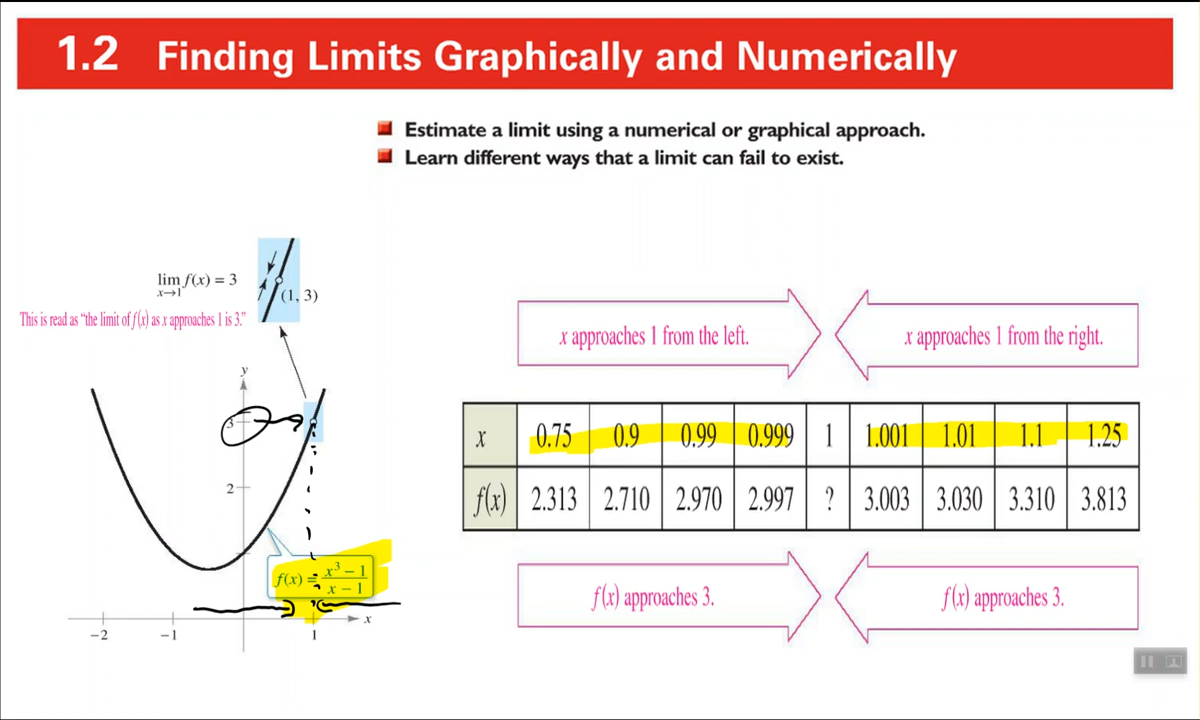 1.2 Finding Limits Graphically and Numerically
Estimate a limit using a numerical or graphical approach.
Learn different ways that a limit can fail to exist.
lim f(x) = 3
x→1
(1, 3)
This is read as “the limit of f(x) as x approaches 1 is 3.”
x approaches 1 from the left.
x approaches 1 from the right.
y
3
2
f(x) = x³ − 1
x − 1
x
−2 −1 1
x 0.75 0.9 0.99 0.999 1 1.001 1.01 1.1 1.25
f(x) 2.313 2.710 2.970 2.997 ? 3.003 3.030 3.310 3.813
f(x) approaches 3.
f(x) approaches 3.